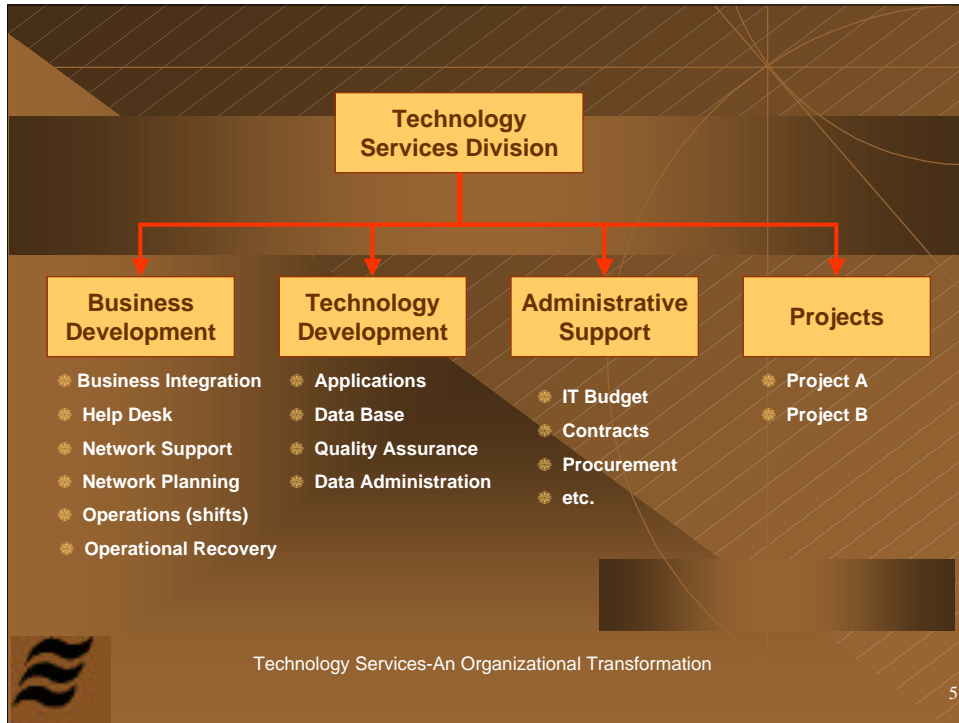 Technology
Services Division
Business
Development
Technology
Development
Administrative
Support
Projects
Business Integration
Help Desk
Network Support
Network Planning
Operations (shifts)
Operational Recovery
Applications
Data Base
Quality Assurance
Data Administration
IT Budget
Contracts
Procurement
etc.
Project A
Project B
Technology Services-An Organizational Transformation
5